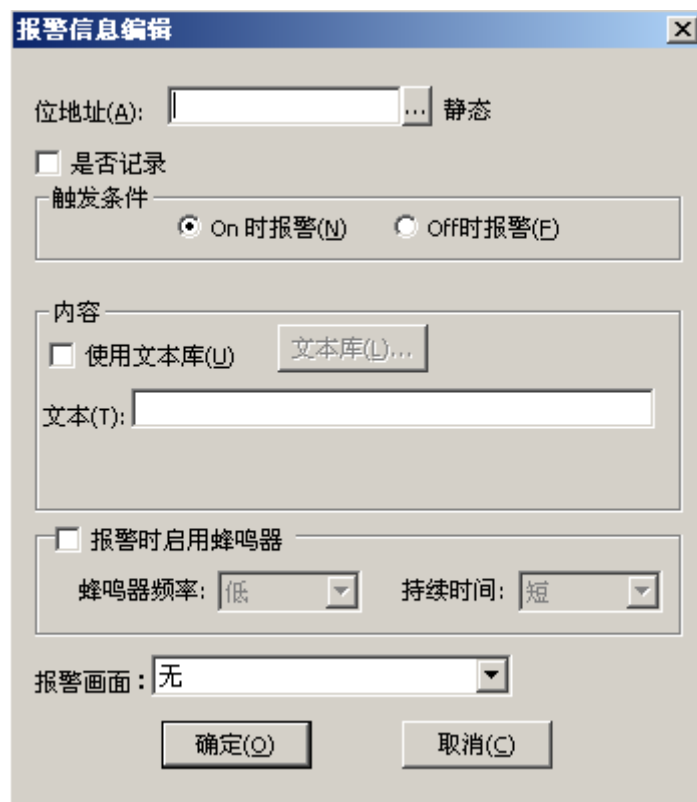 报警信息编辑
位地址(A): ... 静态
是否记录
触发条件
On 时报警(N) Off时报警(F)
内容
使用文本库(U) 文本库(L)...
文本(T):
报警时启用蜂鸣器
蜂鸣器频率: 低 持续时间: 短
报警画面：无
确定(O) 取消(C)